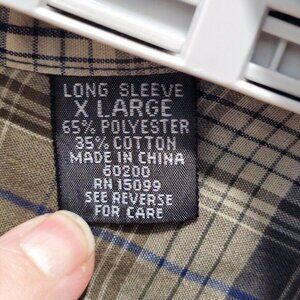 LONG SLEEVE
X LARGE
65% POLYESTER
35% COTTON
MADE IN CHINA
60200
RN 15099
SEE REVERSE
FOR CARE